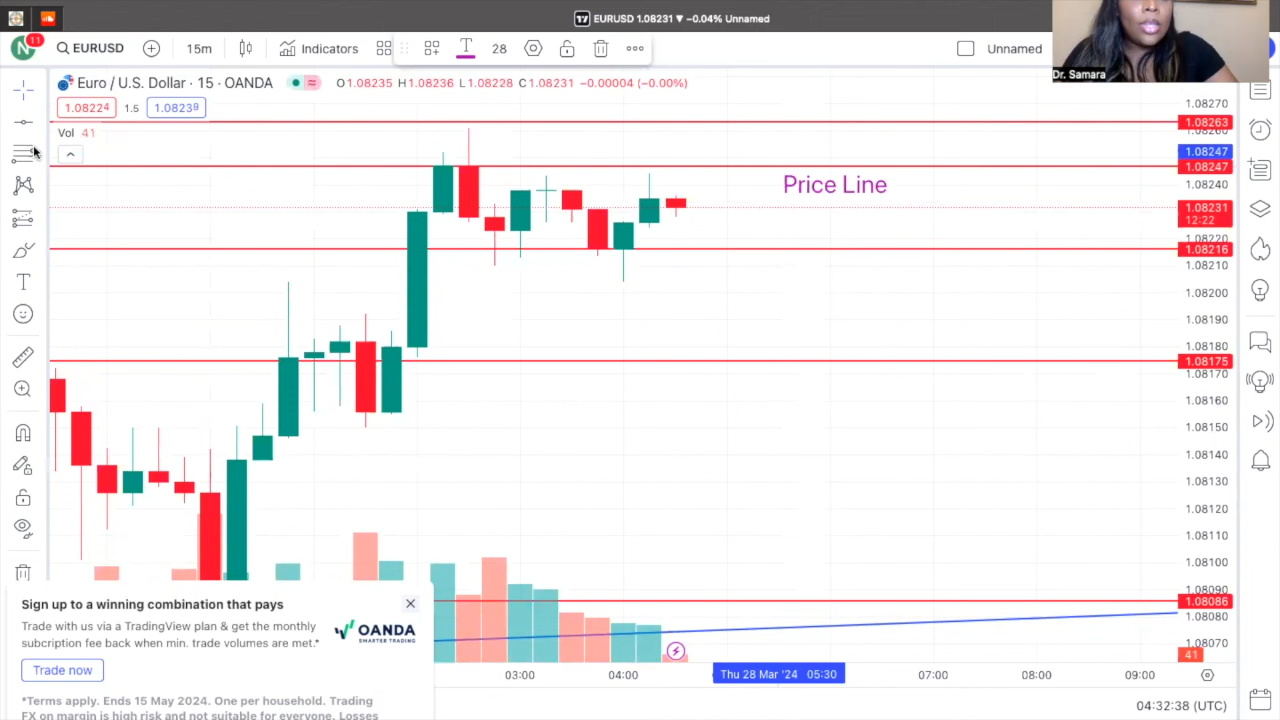 EURUSD 1.08231 ▼ −0.04% Unnamed
N 11 EURUSD 15m Indicators 28 Unnamed
Dr. Samara
Euro / U.S. Dollar · 15 · OANDA O1.08235 H1.08236 L1.08228 C1.08231 −0.00004 (−0.00%)
1.08224 1.5 1.08239
Vol 41
Price Line
1.08270
1.08263
1.08260
1.08247
1.08247
1.08240
1.08231
12:22
1.08220
1.08216
1.08210
1.08200
1.08190
1.08180
1.08175
1.08170
1.08160
1.08150
1.08140
1.08130
1.08120
1.08110
1.08100
1.08090
1.08086
1.08080
1.08070
41
Sign up to a winning combination that pays
Trade with us via a TradingView plan & get the monthly
subcription fee back when min. trade volumes are met.*
OANDA
SMARTER TRADING
Trade now
*Terms apply. Ends 15 May 2024. One per household. Trading
FX on margin is high risk and not suitable for everyone. Losses
03:00 04:00 Thu 28 Mar '24 05:30 07:00 08:00 09:00
04:32:38 (UTC)